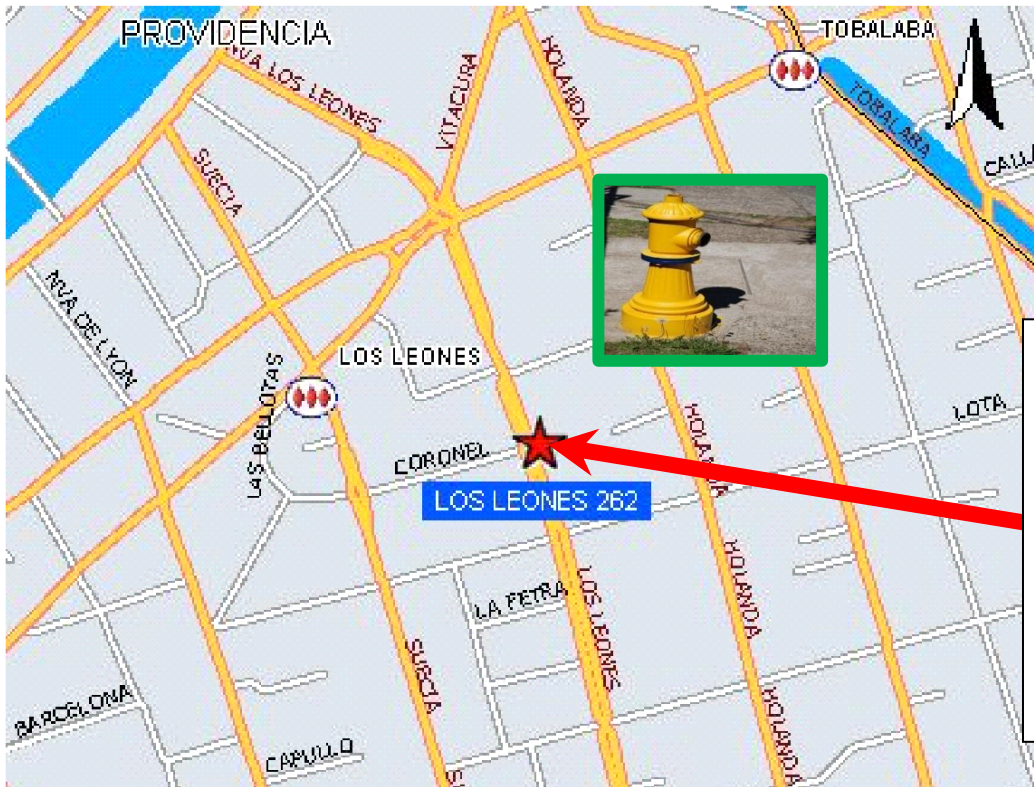 PROVIDENCIA
TOBALABA
NVA LOS LEONES
VITACURA
HOLANDA
TOBALABA
SUECIA
NVA DE LYON
LOS LEONES
LAS BELLOTAS
HOLANDA
LOTA
CORONEL
LOS LEONES 262
HOLANDA
LA PETRA
LOS LEONES
SUECIA
HOLANDA
BARCELONA
CAPULLO